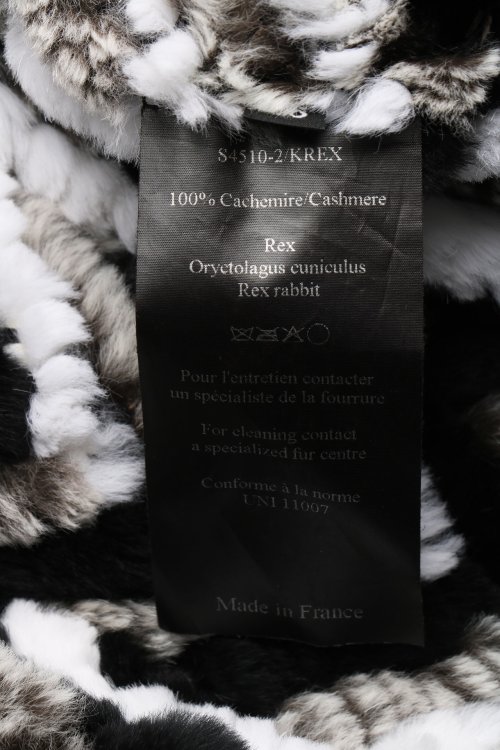 S4510-2/KREX
100% Cachemire/Cashmere
Rex
Oryctolagus cuniculus
Rex rabbit
Pour l'entretien contacter
un spécialiste de la fourrure
For cleaning contact
a specialized fur centre
Conforme à la norme
UNI 11007
Made in France